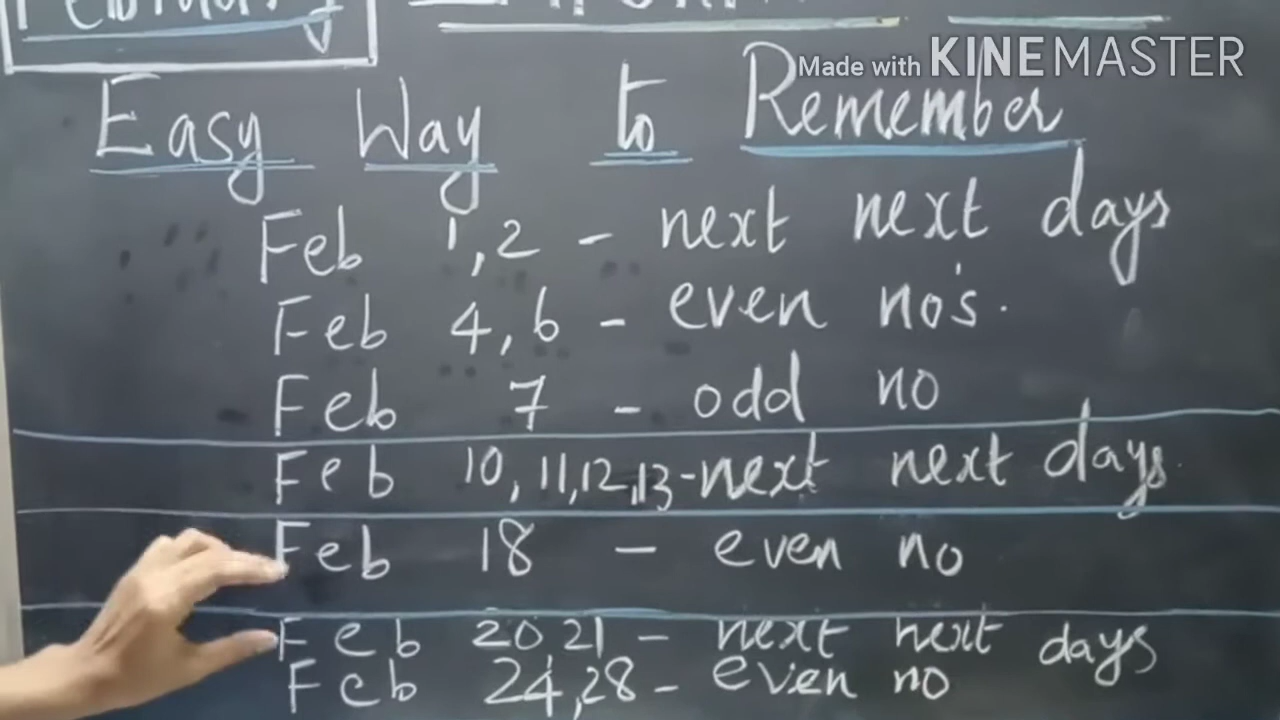 February
Made with KINEMASTER
Easy Way to Remember
Feb 1,2 - next next days
Feb 4,6 - even no's.
Feb 7 - odd no
Feb 10, 11,12,13-next next days.
Feb 18 - even no
Feb 20,21 - next next days
Feb 24,28 - even no